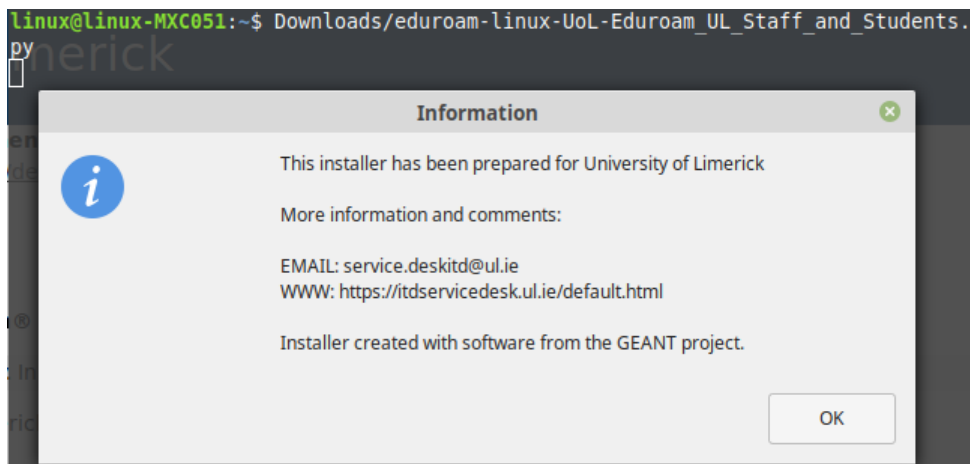 linux@linux-MXC051:~$ Downloads/eduroam-linux-UoL-Eduroam_UL_Staff_and_Students.
py
merick
Information
This installer has been prepared for University of Limerick
More information and comments:
EMAIL: service.deskitd@ul.ie
WWW: https://itdservicedesk.ul.ie/default.html
Installer created with software from the GEANT project.
OK